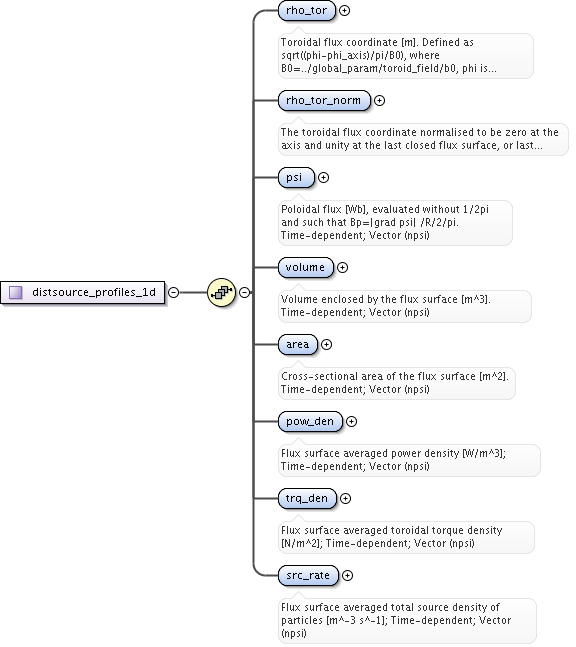 rho_tor
Toroidal flux coordinate [m]. Defined as
sqrt((phi-phi_axis)/pi/B0), where
B0=../global_param/toroid_field/b0, phi is...
rho_tor_norm
The toroidal flux coordinate normalised to be zero at the
axis and unity at the last closed flux surface, or last...
psi
Poloidal flux [Wb], evaluated without 1/2pi
and such that Bp=|grad psi| /R/2/pi.
Time-dependent; Vector (npsi)
distsource_profiles_1d
volume
Volume enclosed by the flux surface [m^3].
Time-dependent; Vector (npsi)
area
Cross-sectional area of the flux surface [m^2].
Time-dependent; Vector (npsi)
pow_den
Flux surface averaged power density [W/m^3];
Time-dependent; Vector (npsi)
trq_den
Flux surface averaged toroidal torque density
[N/m^2]; Time-dependent; Vector (npsi)
src_rate
Flux surface averaged total source density of
particles [m^-3 s^-1]; Time-dependent; Vector
(npsi)